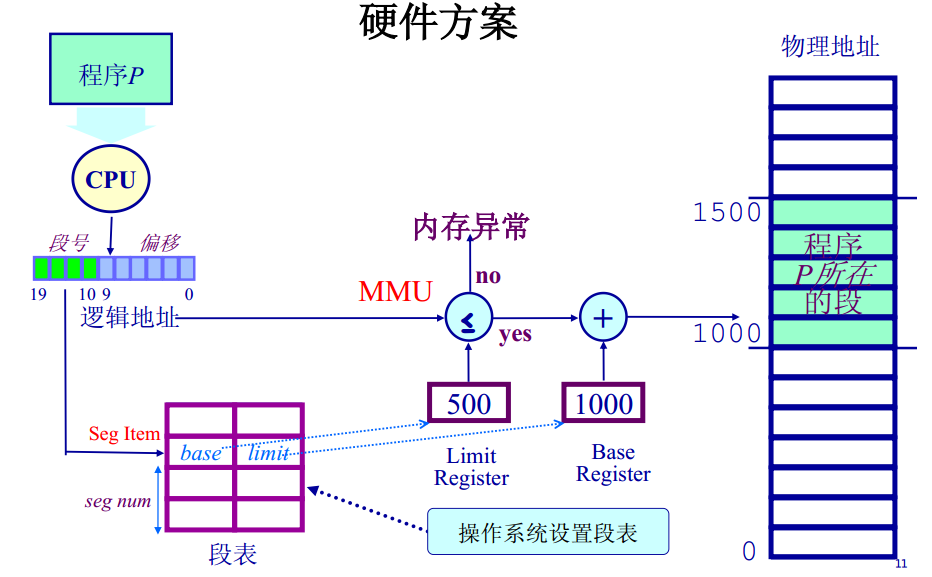 硬件方案
程序P
CPU
段号 偏移
19 10 9 0
逻辑地址
内存异常
no
MMU
≤
yes
+
500
1000
Limit
Register
Base
Register
Seg Item
base limit
seg num
段表
操作系统设置段表
物理地址
1500
程序
P所在
的段
1000
0
11